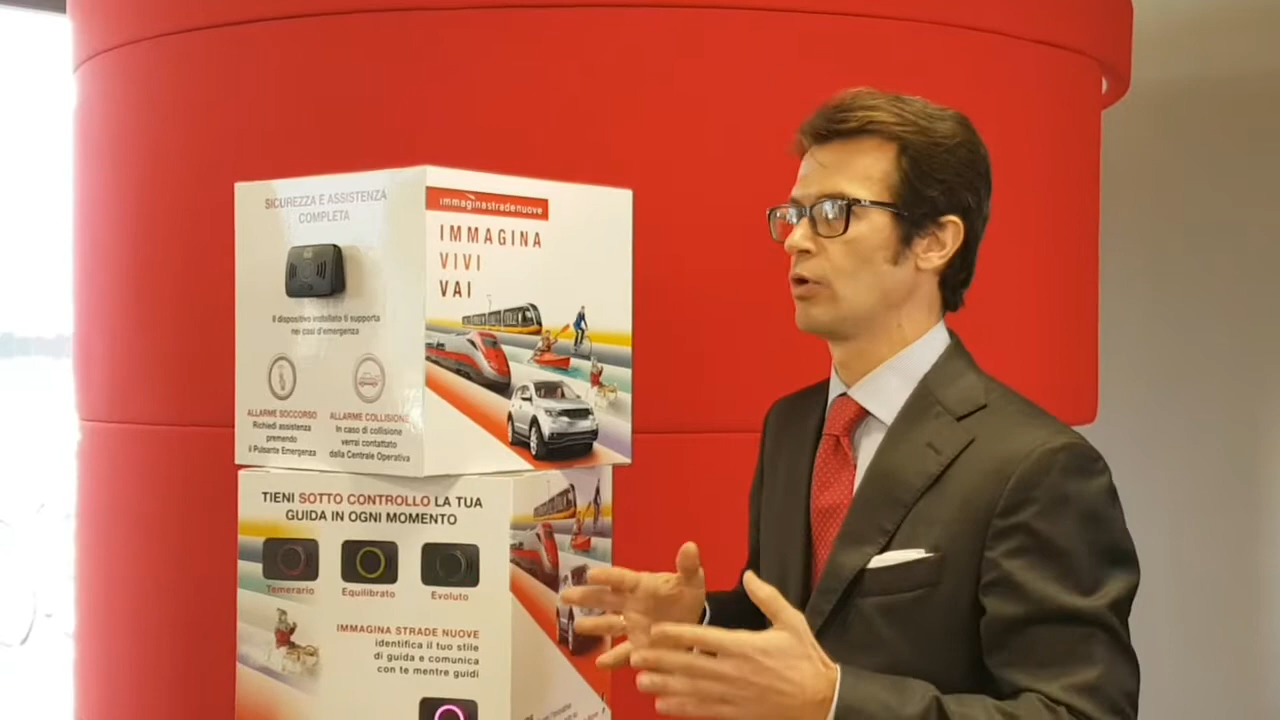 SICUREZZA E ASSISTENZA
COMPLETA
Il dispositivo installato ti supporta
nei casi d'emergenza
ALLARME SOCCORSO
Richiedi assistenza
premendo
il Pulsante Emergenza
ALLARME COLLISIONE
In caso di collisione
verrai contattato
dalla Centrale Operativa
immaginastradenuove
IMMAGINA
VIVI
VAI
TIENI SOTTO CONTROLLO LA TUA
GUIDA IN OGNI MOMENTO
Temerario
Equilibrato
Evoluto
IMMAGINA STRADE NUOVE
identifica il tuo stile
di guida e comunica
con te mentre guidi